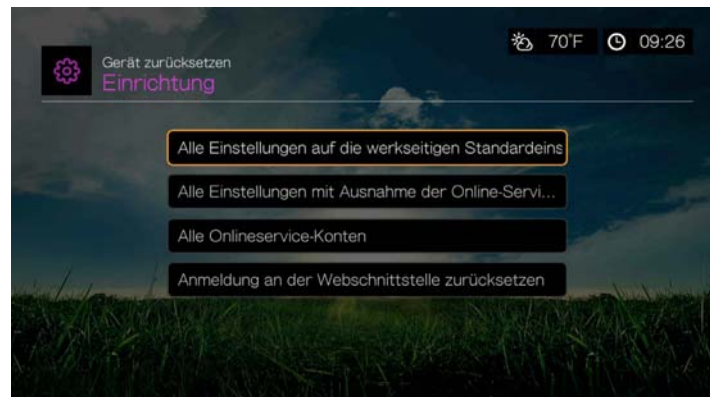 70°F 09:26
Gerät zurücksetzen
Einrichtung
Alle Einstellungen auf die werkseitigen Standardeins
Alle Einstellungen mit Ausnahme der Online-Servi...
Alle Onlineservice-Konten
Anmeldung an der Webschnittstelle zurücksetzen